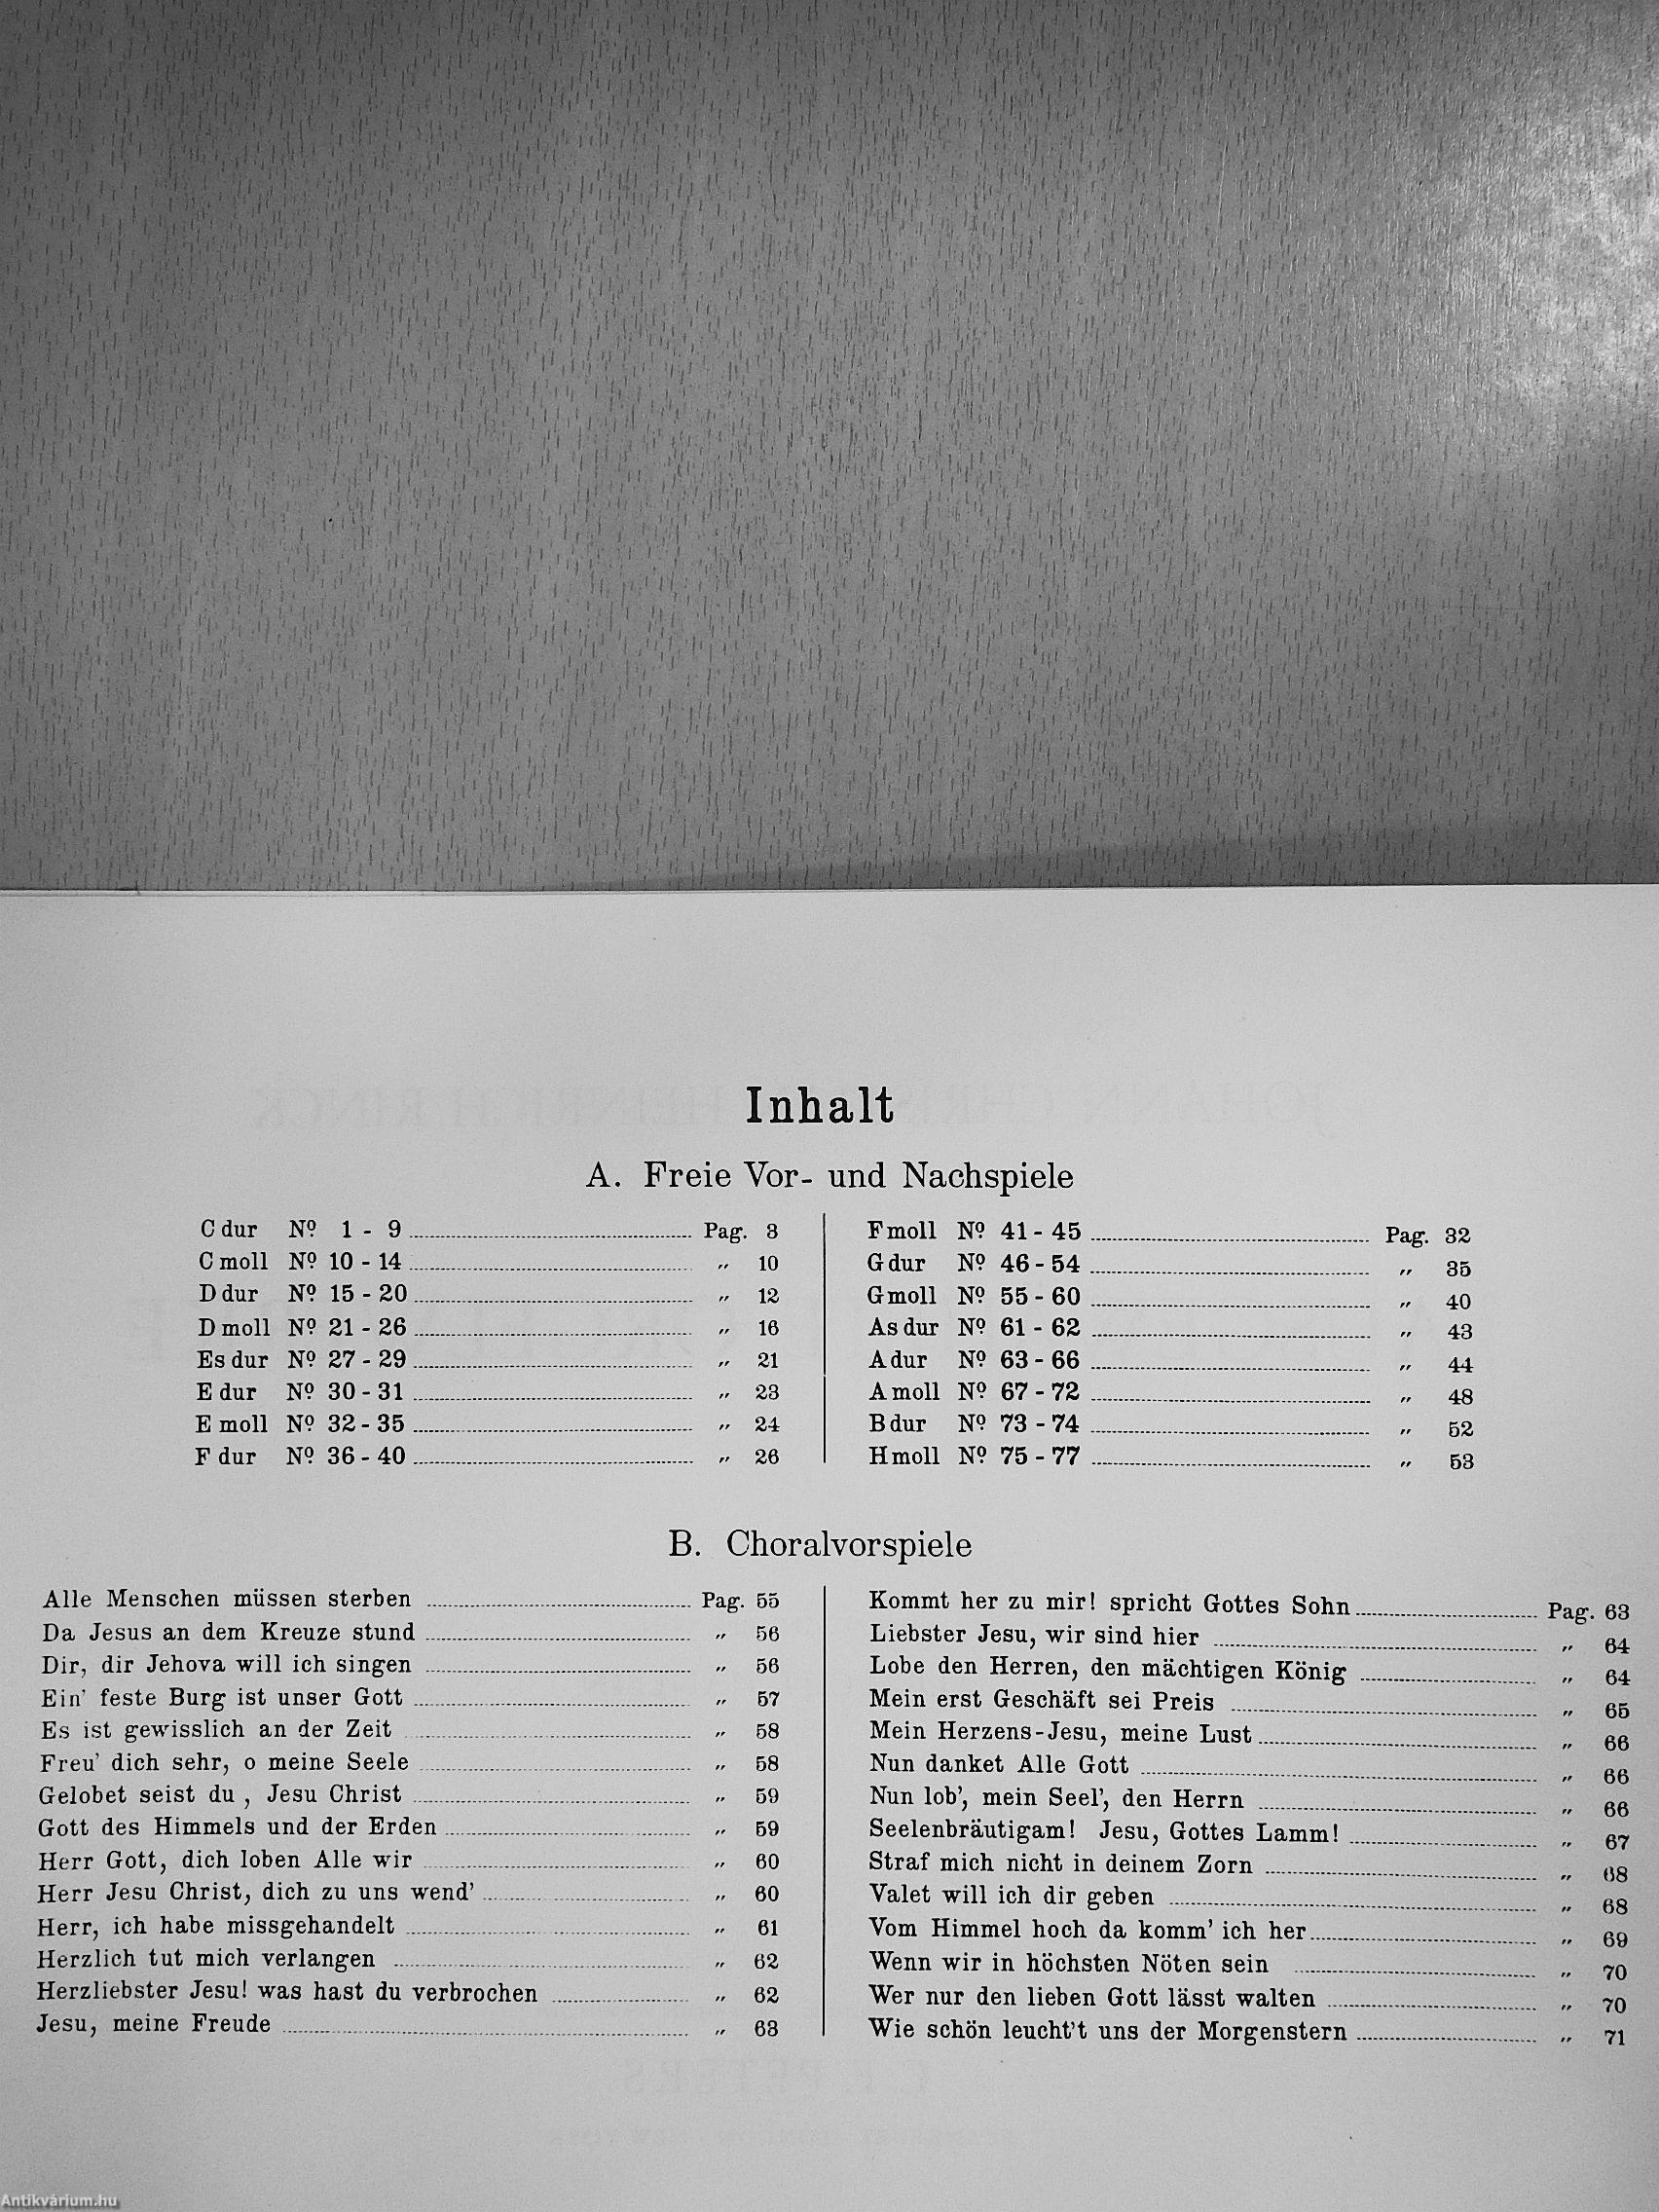 Inhalt
A. Freie Vor- und Nachspiele
C dur Nº 1 - 9 Pag. 3
C moll Nº 10 - 14 „ 10
D dur Nº 15 - 20 „ 12
D moll Nº 21 - 26 „ 16
Es dur Nº 27 - 29 „ 21
E dur Nº 30 - 31 „ 23
E moll Nº 32 - 35 „ 24
F dur Nº 36 - 40 „ 26
F moll Nº 41 - 45 Pag. 32
G dur Nº 46 - 54 „ 35
G moll Nº 55 - 60 „ 40
As dur Nº 61 - 62 „ 43
A dur Nº 63 - 66 „ 44
A moll Nº 67 - 72 „ 48
B dur Nº 73 - 74 „ 52
H moll Nº 75 - 77 „ 53
B. Choralvorspiele
Alle Menschen müssen sterben Pag. 55
Da Jesus an dem Kreuze stund „ 56
Dir, dir Jehova will ich singen „ 56
Ein' feste Burg ist unser Gott „ 57
Es ist gewisslich an der Zeit „ 58
Freu' dich sehr, o meine Seele „ 58
Gelobet seist du, Jesu Christ „ 59
Gott des Himmels und der Erden „ 59
Herr Gott, dich loben Alle wir „ 60
Herr Jesu Christ, dich zu uns wend' „ 60
Herr, ich habe missgehandelt „ 61
Herzlich tut mich verlangen „ 62
Herzliebster Jesu! was hast du verbrochen „ 62
Jesu, meine Freude „ 63
Kommt her zu mir! spricht Gottes Sohn Pag. 63
Liebster Jesu, wir sind hier „ 64
Lobe den Herren, den mächtigen König „ 64
Mein erst Geschäft sei Preis „ 65
Mein Herzens-Jesu, meine Lust „ 66
Nun danket Alle Gott „ 66
Nun lob', mein Seel', den Herrn „ 66
Seelenbräutigam! Jesu, Gottes Lamm! „ 67
Straf mich nicht in deinem Zorn „ 68
Valet will ich dir geben „ 68
Vom Himmel hoch da komm' ich her „ 69
Wenn wir in höchsten Nöten sein „ 70
Wer nur den lieben Gott lässt walten „ 70
Wie schön leucht't uns der Morgenstern „ 71
Antikvárium.hu